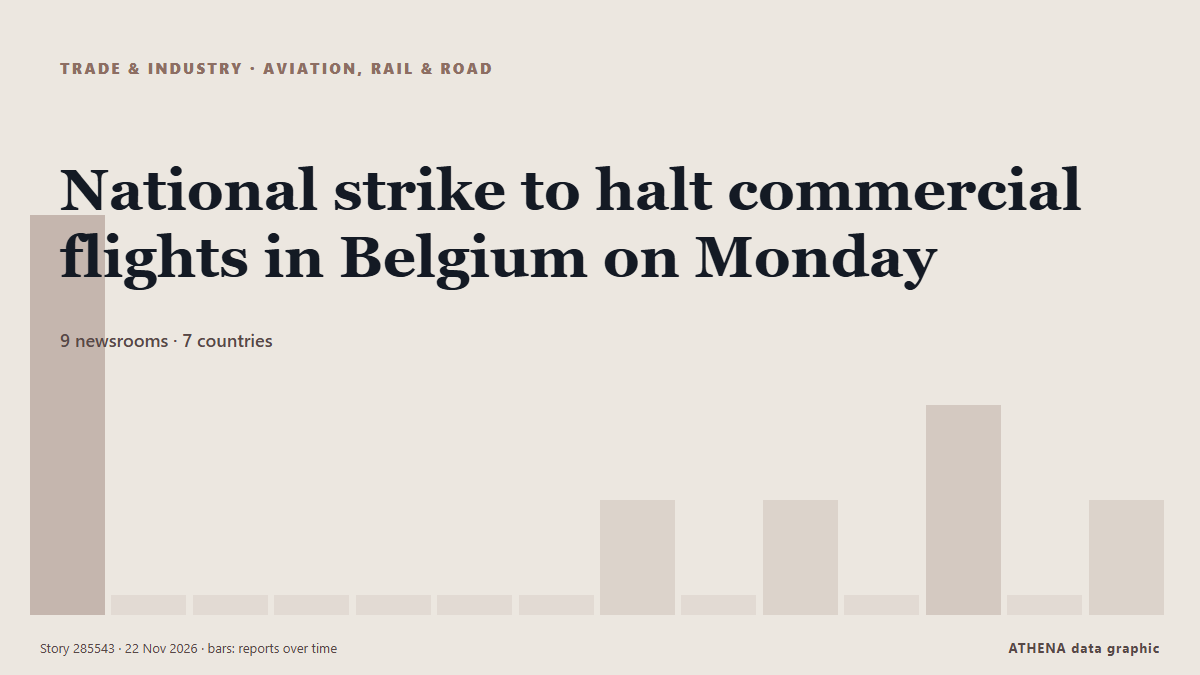 TRADE & INDUSTRY · AVIATION, RAIL & ROAD
National strike to halt commercial
flights in Belgium on Monday
9 newsrooms · 7 countries
Story 285543 · 22 Nov 2026 · bars: reports over time
ATHENA data graphic